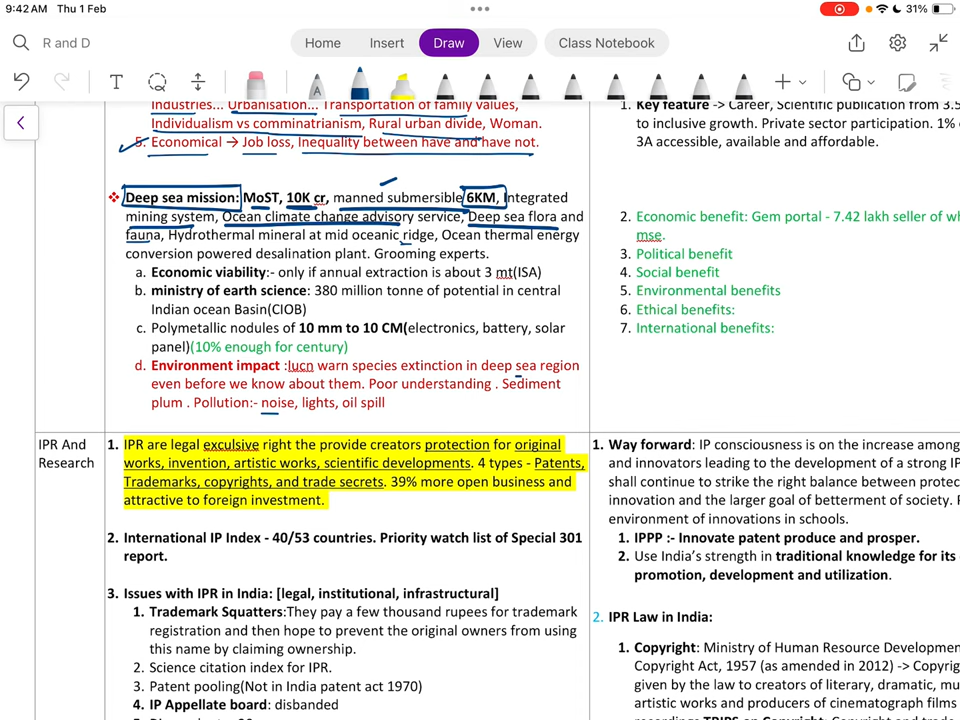 9:42 AM Thu 1 Feb
31%
R and D
Home Insert Draw View Class Notebook
T
A
Industries... Urbanisation... Transportation of family values,
Individualism vs comminatrianism, Rural urban divide, Woman.
5. Economical → Job loss, Inequality between have and have not.
Deep sea mission: MoST, 10K cr, manned submersible 6KM, Integrated
mining system, Ocean climate change advisory service, Deep sea flora and
fauna, Hydrothermal mineral at mid oceanic ridge, Ocean thermal energy
conversion powered desalination plant. Grooming experts.
a. Economic viability:- only if annual extraction is about 3 mt(ISA)
b. ministry of earth science: 380 million tonne of potential in central
Indian ocean Basin(CIOB)
c. Polymetallic nodules of 10 mm to 10 CM(electronics, battery, solar
panel)(10% enough for century)
d. Environment impact :Iucn warn species extinction in deep sea region
even before we know about them. Poor understanding . Sediment
plum . Pollution:- noise, lights, oil spill
1. Key feature -> Career, Scientific publication from 3.5
to inclusive growth. Private sector participation. 1%
3A accessible, available and affordable.
2. Economic benefit: Gem portal - 7.42 lakh seller of wh
mse.
3. Political benefit
4. Social benefit
5. Environmental benefits
6. Ethical benefits:
7. International benefits:
IPR And
Research
1. IPR are legal exculsive right the provide creators protection for original
works, invention, artistic works, scientific developments. 4 types - Patents,
Trademarks, copyrights, and trade secrets. 39% more open business and
attractive to foreign investment.
2. International IP Index - 40/53 countries. Priority watch list of Special 301
report.
3. Issues with IPR in India: [legal, institutional, infrastructural]
1. Trademark Squatters:They pay a few thousand rupees for trademark
registration and then hope to prevent the original owners from using
this name by claiming ownership.
2. Science citation index for IPR.
3. Patent pooling(Not in India patent act 1970)
4. IP Appellate board: disbanded
1. Way forward: IP consciousness is on the increase among
and innovators leading to the development of a strong IP
shall continue to strike the right balance between protec
innovation and the larger goal of betterment of society.
environment of innovations in schools.
1. IPPP :- Innovate patent produce and prosper.
2. Use India's strength in traditional knowledge for its
promotion, development and utilization.
2. IPR Law in India:
1. Copyright: Ministry of Human Resource Developmen
Copyright Act, 1957 (as amended in 2012) -> Copyrig
given by the law to creators of literary, dramatic, mu
artistic works and producers of cinematograph films